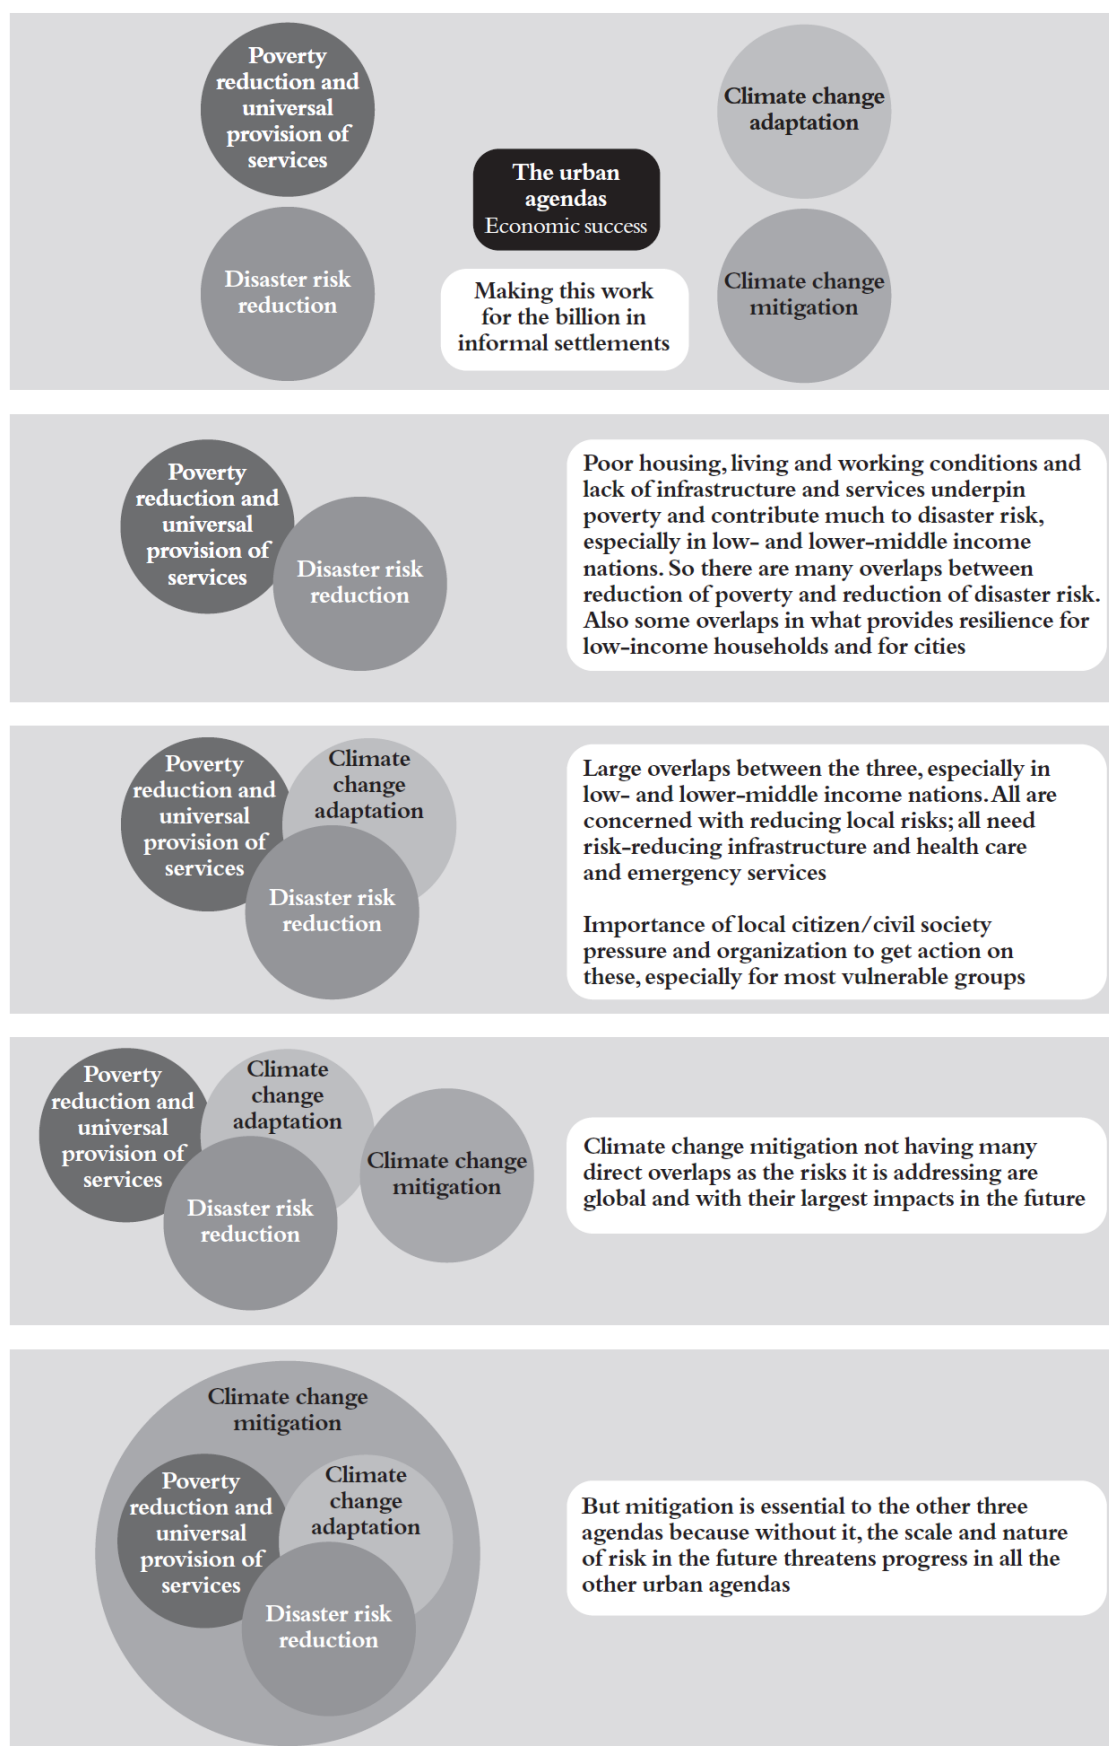 Poverty
reduction and
universal
provision of
services
Climate change
adaptation
The urban
agendas
Economic success
Disaster risk
reduction
Making this work
for the billion in
informal settlements
Climate change
mitigation
Poverty
reduction and
universal
provision of
services
Disaster risk
reduction
Poor housing, living and working conditions and
lack of infrastructure and services underpin
poverty and contribute much to disaster risk,
especially in low- and lower-middle income
nations. So there are many overlaps between
reduction of poverty and reduction of disaster risk.
Also some overlaps in what provides resilience for
low-income households and for cities
Poverty
reduction and
universal
provision of
services
Climate
change
adaptation
Disaster risk
reduction
Large overlaps between the three, especially in
low- and lower-middle income nations. All are
concerned with reducing local risks; all need
risk-reducing infrastructure and health care
and emergency services
Importance of local citizen/civil society
pressure and organization to get action on
these, especially for most vulnerable groups
Poverty
reduction and
universal
provision of
services
Climate
change
adaptation
Disaster risk
reduction
Climate change
mitigation
Climate change mitigation not having many
direct overlaps as the risks it is addressing are
global and with their largest impacts in the future
Climate change
mitigation
Poverty
reduction and
universal
provision of
services
Climate
change
adaptation
Disaster risk
reduction
But mitigation is essential to the other three
agendas because without it, the scale and nature
of risk in the future threatens progress in all the
other urban agendas